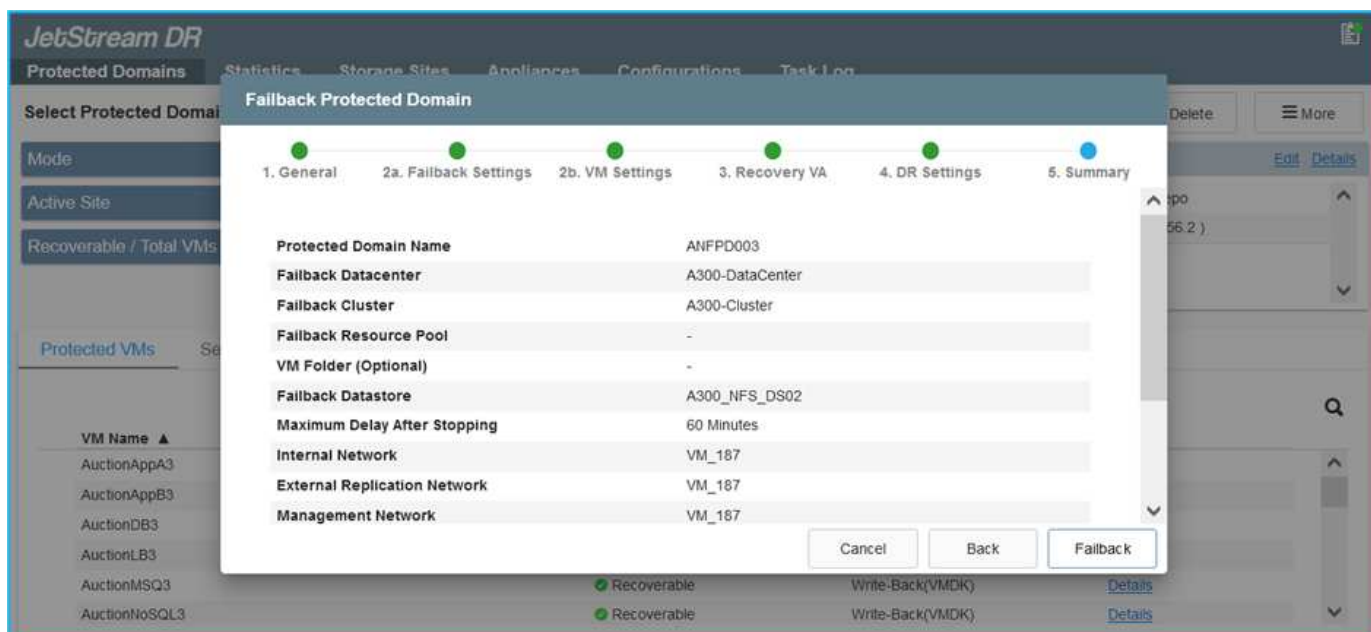 JetStream DR
Protected Domains Statistics Storage Sites Appliances Configurations Task Log
Select Protected Domai
Delete
More
Failback Protected Domain
Mode
Edit Details
Active Site
Recoverable / Total VMs
56.2 )
1. General 2a. Failback Settings 2b. VM Settings 3. Recovery VA 4. DR Settings 5. Summary
Protected Domain Name ANFPD003
Failback Datacenter A300-DataCenter
Failback Cluster A300-Cluster
Failback Resource Pool -
VM Folder (Optional) -
Failback Datastore A300_NFS_DS02
Maximum Delay After Stopping 60 Minutes
Internal Network VM_187
External Replication Network VM_187
Management Network VM_187
Cancel Back Failback
Protected VMs Se
VM Name ▲
AuctionAppA3
AuctionAppB3
AuctionDB3
AuctionLB3
AuctionMSQ3 Recoverable Write-Back(VMDK) Details
AuctionNoSQL3 Recoverable Write-Back(VMDK) Details